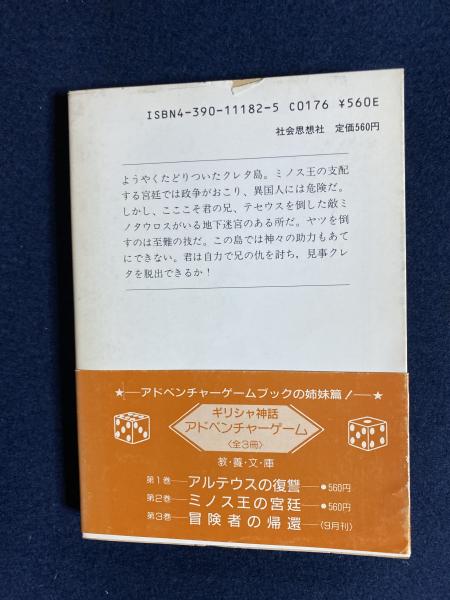 ISBN4-390-11182-5 C0176 ¥560E
社会思想社 定価560円
ようやくたどりついたクレタ島。ミノス王の支配
する宮廷では政争がおこり、異国人には危険だ。
しかし、こここそ君の兄、テセウスを倒した敵ミ
ノタウロスがいる地下迷宮のある所だ。ヤツを倒
すのは至難の技だ。この島では神々の助力もあて
にできない。君は自力で兄の仇を討ち、見事クレ
タを脱出できるか!
★—アドベンチャーゲームブックの姉妹篇!—★
ギリシャ神話
アドベンチャーゲーム
〈全3冊〉
教・養・文・庫
第1巻—アルテウスの復讐—●560円
第2巻—ミノス王の宮廷—●560円
第3巻—冒険者の帰還—(9月刊)